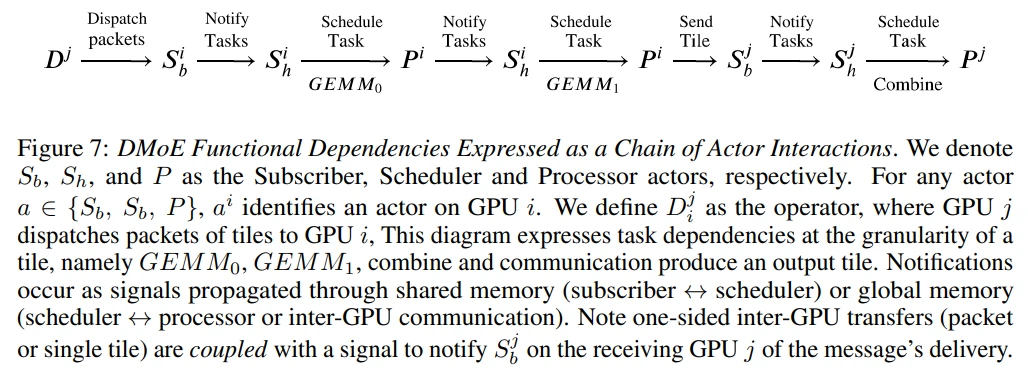 Dispatch packets Notify Tasks Schedule Task Notify Tasks Schedule Task Send Tile Notify Tasks Schedule Task
D^j → S_b^i → S_h^i → P^i → S_h^i → P^i → S_b^j → S_h^j → P^j
GEMM_0 GEMM_1 Combine
Figure 7: DMoE Functional Dependencies Expressed as a Chain of Actor Interactions. We denote
S_b, S_h, and P as the Subscriber, Scheduler and Processor actors, respectively. For any actor
a ∈ {S_b, S_b, P}, a^i identifies an actor on GPU i. We define D_i^j as the operator, where GPU j
dispatches packets of tiles to GPU i, This diagram expresses task dependencies at the granularity of a
tile, namely GEMM_0, GEMM_1, combine and communication produce an output tile. Notifications
occur as signals propagated through shared memory (subscriber ↔ scheduler) or global memory
(scheduler ↔ processor or inter-GPU communication). Note one-sided inter-GPU transfers (packet
or single tile) are coupled with a signal to notify S_b^j on the receiving GPU j of the message's delivery.